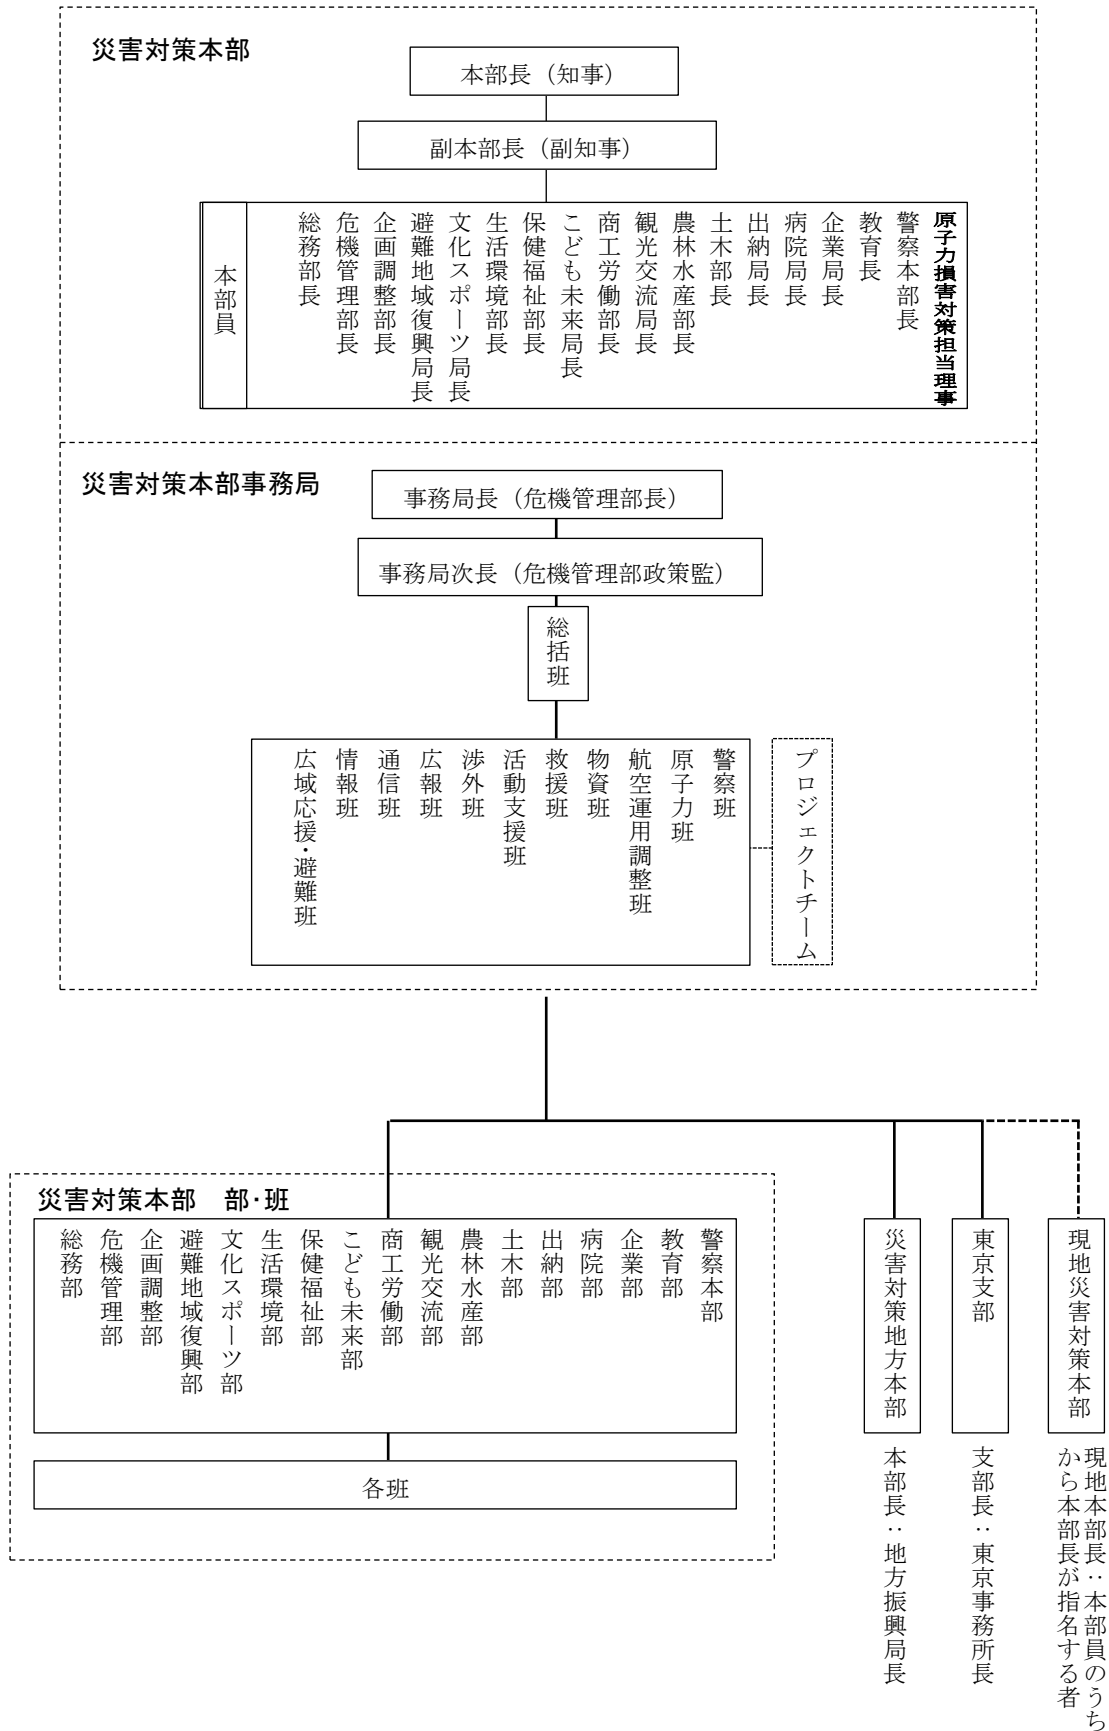 災害対策本部
本部長（知事）
副本部長（副知事）
本部員
総務部長
危機管理部長
企画調整部長
避難地域復興局長
文化スポーツ局長
生活環境部長
保健福祉部長
こども未来局長
商工労働部長
観光交流局長
農林水産部長
土木部長
出納局長
病院局長
企業局長
教育長
警察本部長
原子力損害対策担当理事
災害対策本部事務局
事務局長（危機管理部長）
事務局次長（危機管理部政策監）
総括班
広域応援・避難班
情報班
通信班
広報班
渉外班
活動支援班
救援班
物資班
航空運用調整班
原子力班
警察班
プロジェクトチーム
災害対策本部　部・班
総務部
危機管理部
企画調整部
避難地域復興部
文化スポーツ部
生活環境部
保健福祉部
こども未来部
商工労働部
観光交流部
農林水産部
土木部
出納部
病院部
企業部
教育部
警察本部
各班
災害対策地方本部
本部長：地方振興局長
東京支部
支部長：東京事務所長
現地災害対策本部
現地本部長：本部員のうち
から本部長が指名する者